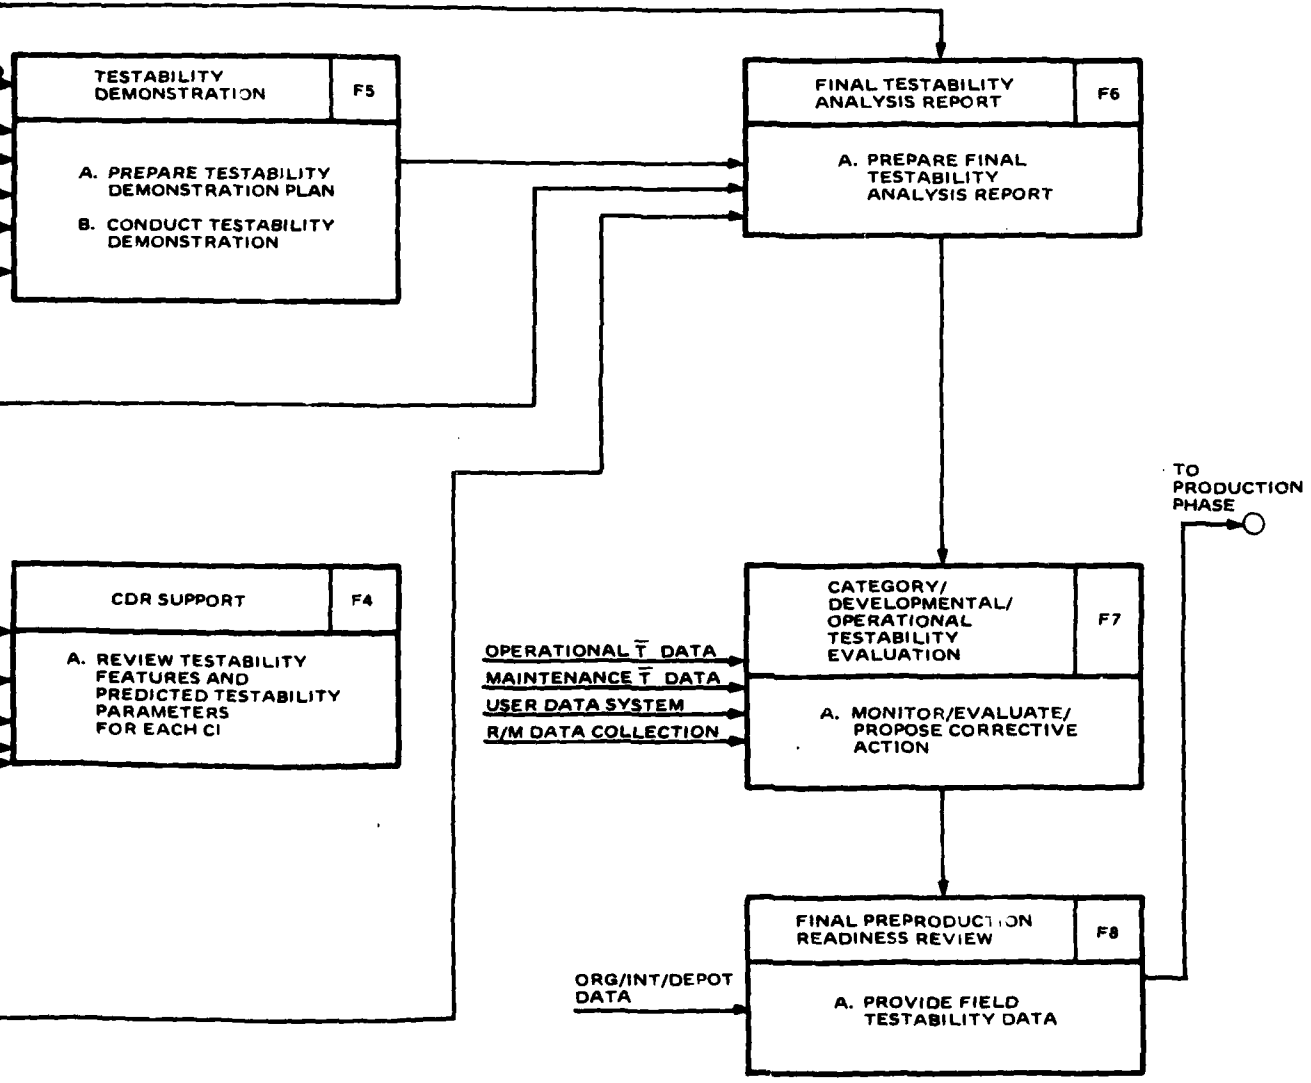 TESTABILITY
DEMONSTRATION
F5
A. PREPARE TESTABILITY
DEMONSTRATION PLAN
B. CONDUCT TESTABILITY
DEMONSTRATION
FINAL TESTABILITY
ANALYSIS REPORT
F6
A. PREPARE FINAL
TESTABILITY
ANALYSIS REPORT
TO
PRODUCTION
PHASE
CDR SUPPORT
F4
A. REVIEW TESTABILITY
FEATURES AND
PREDICTED TESTABILITY
PARAMETERS
FOR EACH CI
OPERATIONAL T̅ DATA
MAINTENANCE T̅ DATA
USER DATA SYSTEM
R/M DATA COLLECTION
CATEGORY/
DEVELOPMENTAL/
OPERATIONAL
TESTABILITY
EVALUATION
F7
A. MONITOR/EVALUATE/
PROPOSE CORRECTIVE
ACTION
FINAL PREPRODUCTION
READINESS REVIEW
F8
ORG/INT/DEPOT
DATA
A. PROVIDE FIELD
TESTABILITY DATA